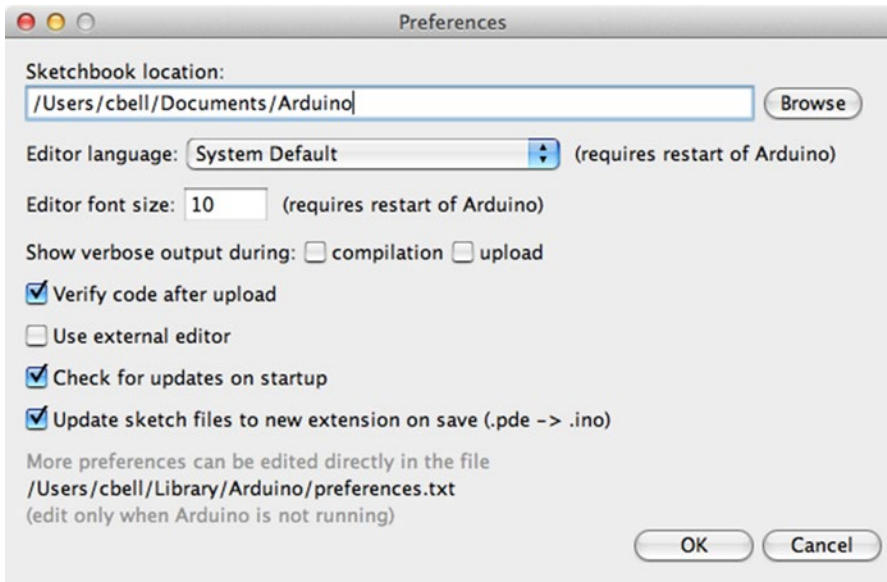 Preferences
Sketchbook location:
/Users/cbell/Documents/Arduino Browse
Editor language: System Default (requires restart of Arduino)
Editor font size: 10 (requires restart of Arduino)
Show verbose output during: compilation upload
Verify code after upload
Use external editor
Check for updates on startup
Update sketch files to new extension on save (.pde -> .ino)
More preferences can be edited directly in the file
/Users/cbell/Library/Arduino/preferences.txt
(edit only when Arduino is not running)
OK Cancel